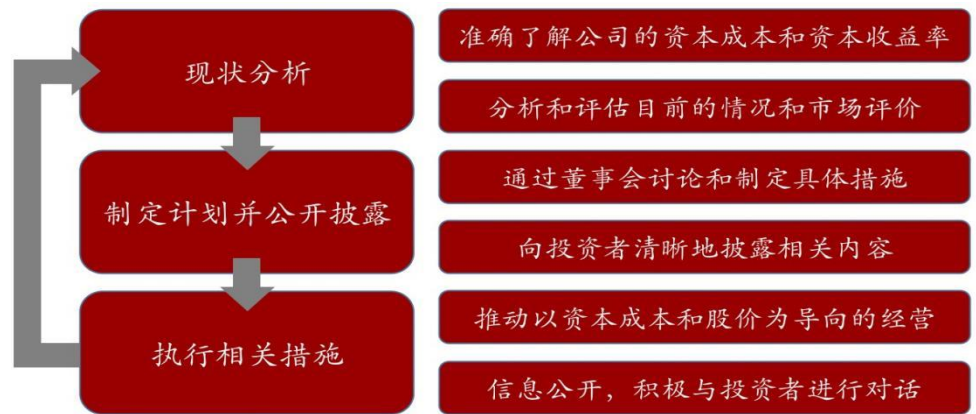 现状分析
准确了解公司的资本成本和资本收益率
分析和评估目前的情况和市场评价
制定计划并公开披露
通过董事会讨论和制定具体措施
向投资者清晰地披露相关内容
执行相关措施
推动以资本成本和股价为导向的经营
信息公开，积极与投资者进行对话